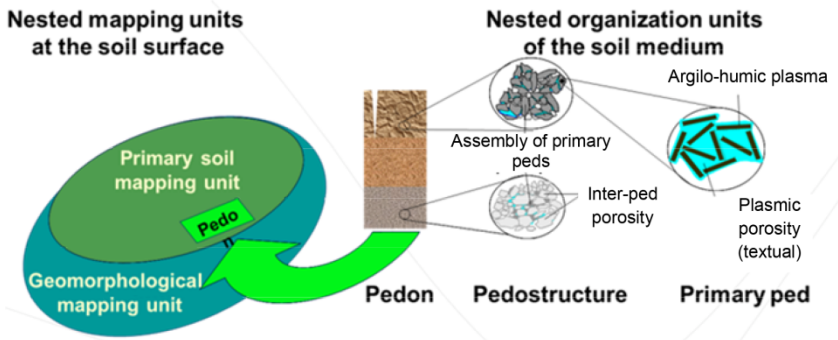 Nested mapping units
at the soil surface
Nested organization units
of the soil medium
Argilo-humic plasma
Assembly of primary
peds
Primary soil
mapping unit
Inter-ped
porosity
Plasmic
porosity
(textual)
Pedo
n
Geomorphological
mapping unit
Pedon
Pedostructure
Primary ped